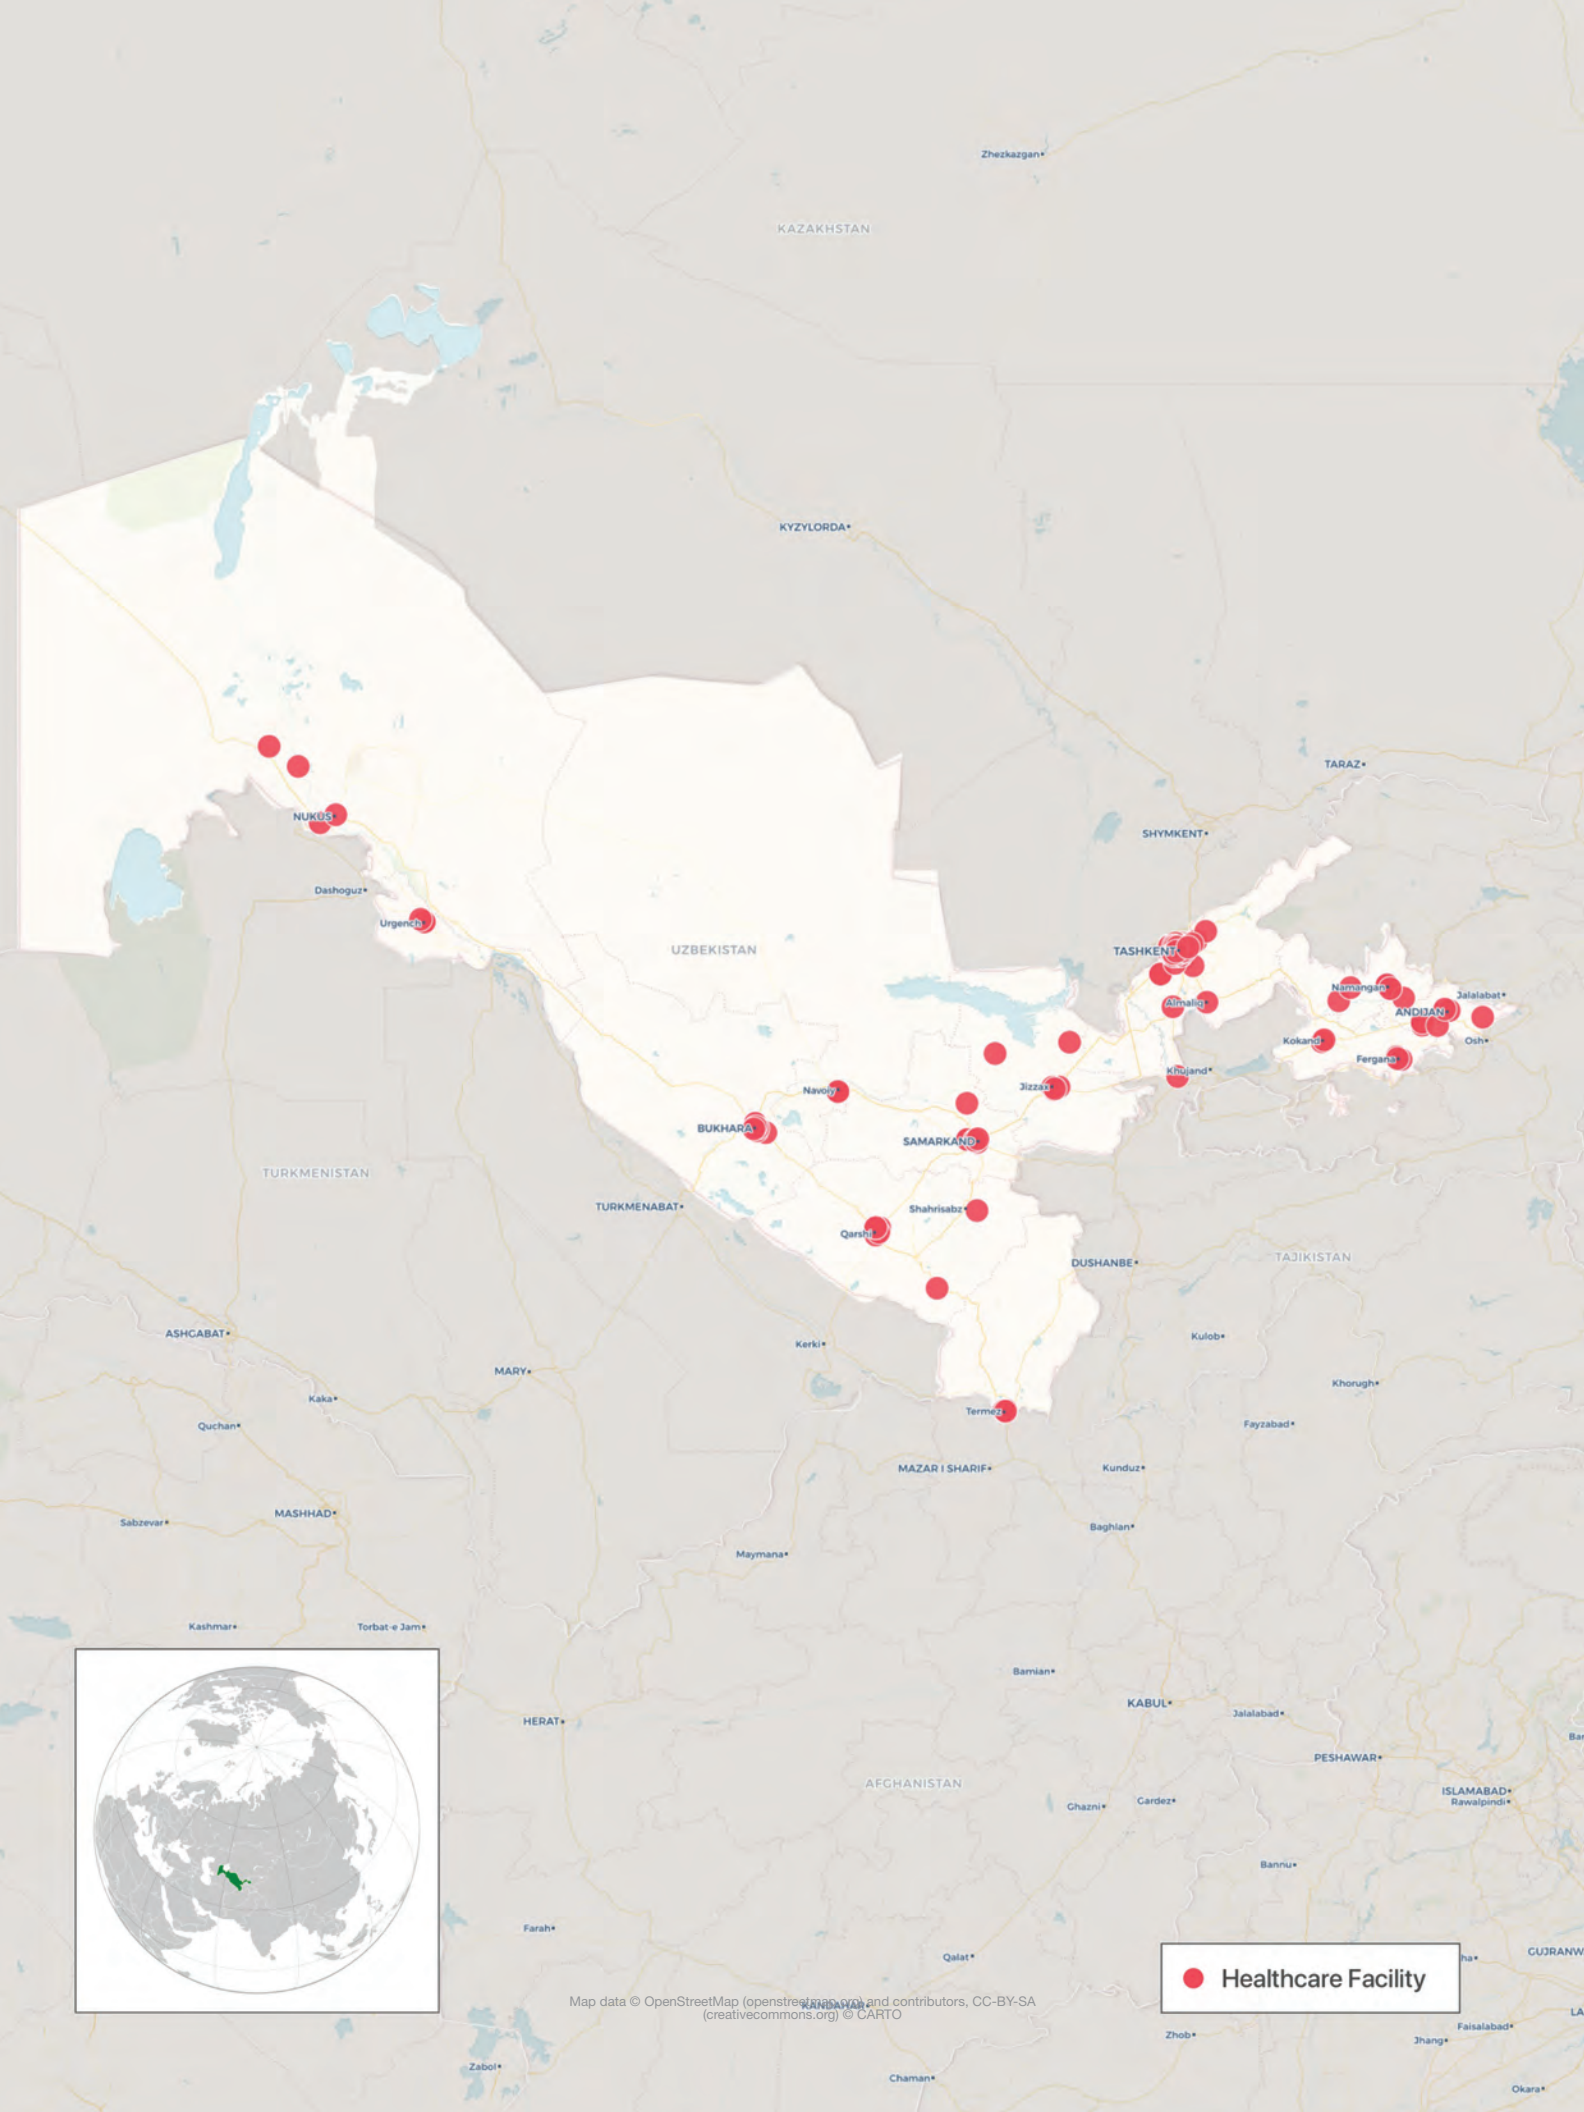 Zhezkazgan
KAZAKHSTAN
KYZYLORDA
TARAZ
NUKUS
SHYMKENT
Dashoguz
Urgench
UZBEKISTAN
TASHKENT
Namangan
Jalalabat
Almaliq
ANDIJAN
Kokand
Osh
Fergana
Khujand
Navoiy
Jizzax
BUKHARA
SAMARKAND
TURKMENISTAN
TURKMENABAT
Shahrisabz
Qarshi
DUSHANBE
TAJIKISTAN
ASHGABAT
Kerki
Kulob
MARY
Khorugh
Kaka
Quchan
Termez
Fayzabad
MAZAR I SHARIF
Kunduz
MASHHAD
Sabzevar
Baghlan
Maymana
Kashmar
Torbat-e Jam
Bamian
KABUL
Jalalabad
HERAT
Bar
PESHAWAR
AFGHANISTAN
ISLAMABAD
Rawalpindi
Ghazni
Gardez
Bannu
Farah
Qalat
ha
GUJRANW
Healthcare Facility
Map data © OpenStreetMap (openstreetmap.org) and contributors, CC-BY-SA
(creativecommons.org) © CARTO
KANDAHAR
LA
Faisalabad
Zhob
Jhang
Zabol
Chaman
Okara